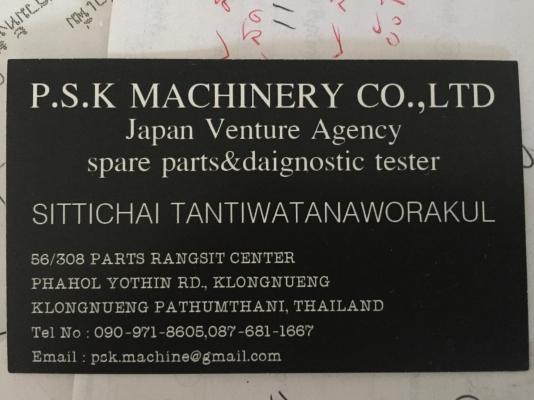 P.S.K MACHINERY CO.,LTD
Japan Venture Agency
spare parts&daignostic tester
SITTICHAI TANTIWATANAWORAKUL
56/308 PARTS RANGSIT CENTER
PHAHOL YOTHIN RD., KLONGNUENG
KLONGNUENG PATHUMTHANI, THAILAND
Tel No : 090-971-8605,087-681-1667
Email : psk.machine@gmail.com